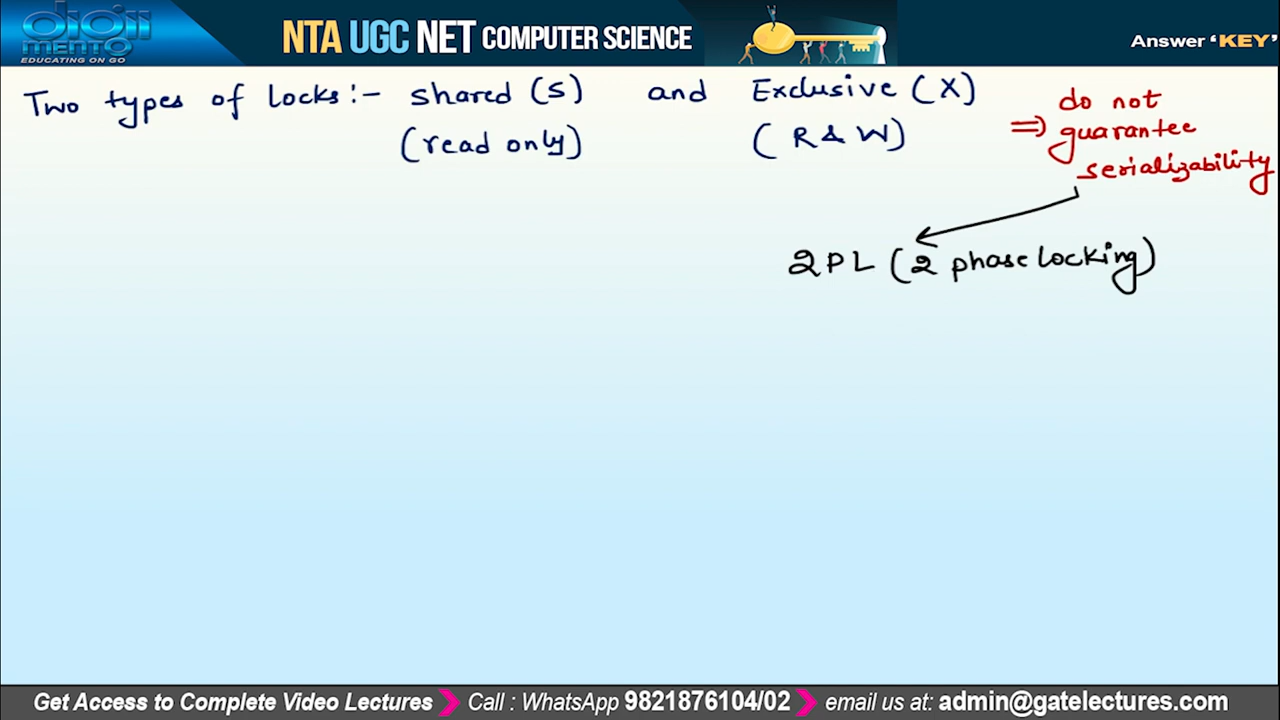 digii
mento
EDUCATING ON GO
NTA UGC NET COMPUTER SCIENCE
Answer ‘KEY’
Two types of locks:- shared (S) and Exclusive (X)
(read only) (R & W)
⇒ do not
guarantee
serializability
2PL (2 phase locking)
Get Access to Complete Video Lectures Call : WhatsApp 9821876104/02 email us at: admin@gatelectures.com